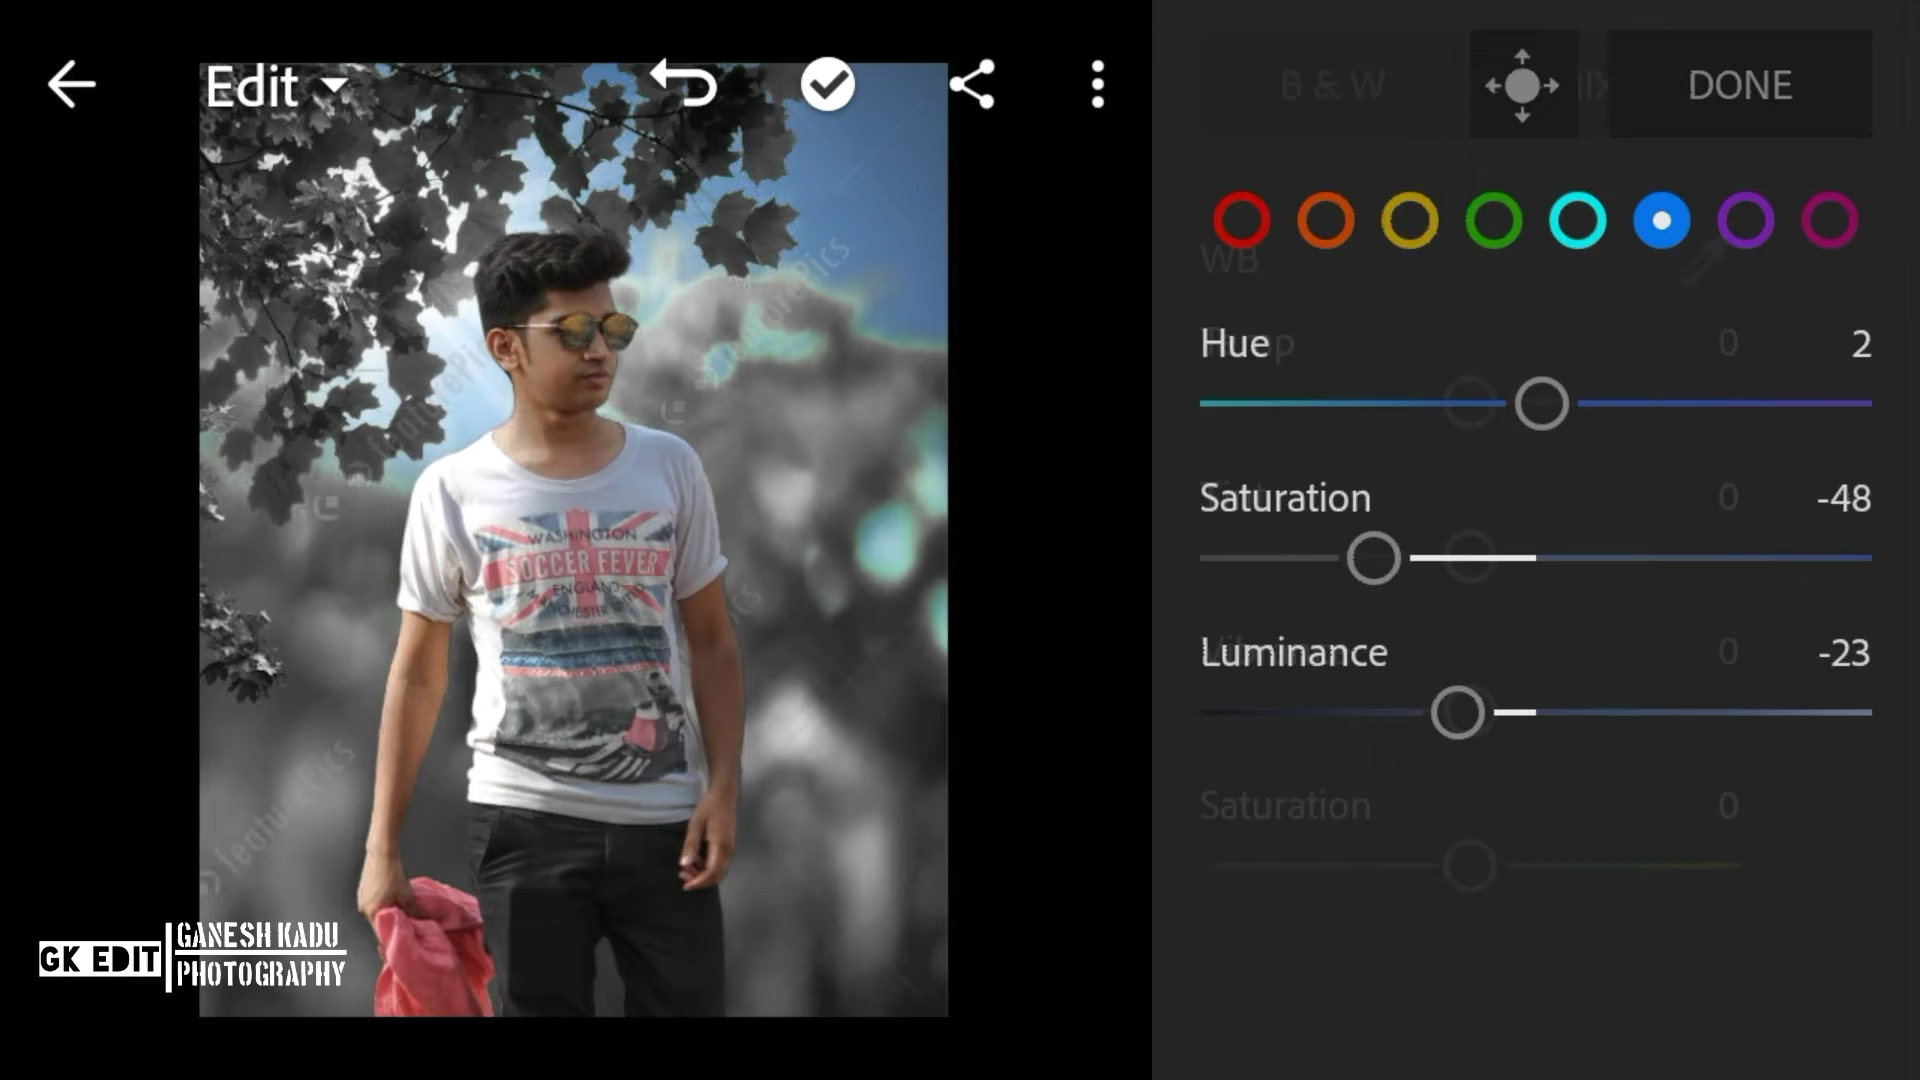 Edit
B & W
DONE
WB
Hue
0
2
Saturation
0
-48
Luminance
0
-23
Saturation
0
WASHINGTON
SOCCER FEVER
ENGLAND
GK EDIT
GANESH KADU
PHOTOGRAPHY
featurePics